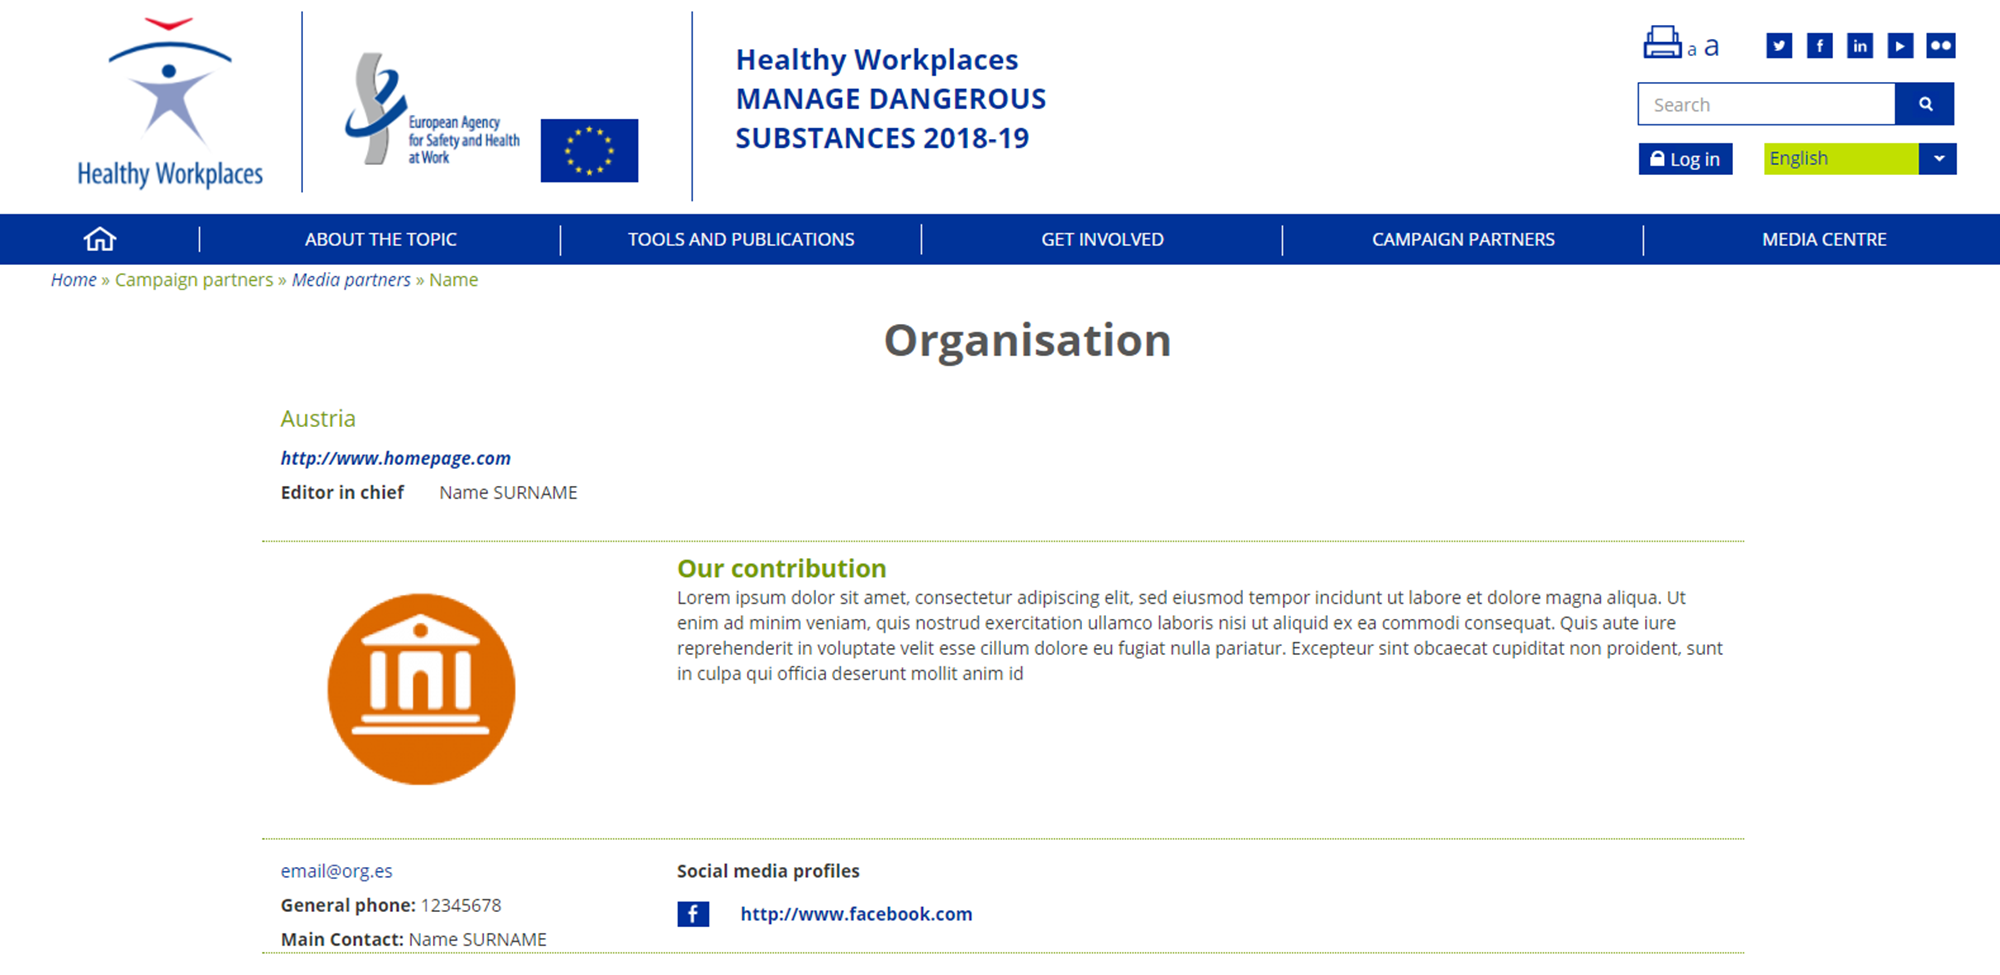 Healthy Workplaces
European Agency
for Safety and Health
at Work
Healthy Workplaces
MANAGE DANGEROUS
SUBSTANCES 2018-19
a a
Search
Log in
English
ABOUT THE TOPIC
TOOLS AND PUBLICATIONS
GET INVOLVED
CAMPAIGN PARTNERS
MEDIA CENTRE
Home » Campaign partners » Media partners » Name
Organisation
Austria
http://www.homepage.com
Editor in chief Name SURNAME
Our contribution
Lorem ipsum dolor sit amet, consectetur adipiscing elit, sed eiusmod tempor incidunt ut labore et dolore magna aliqua. Ut
enim ad minim veniam, quis nostrud exercitation ullamco laboris nisi ut aliquid ex ea commodi consequat. Quis aute iure
reprehenderit in voluptate velit esse cillum dolore eu fugiat nulla pariatur. Excepteur sint obcaecat cupiditat non proident, sunt
in culpa qui officia deserunt mollit anim id
email@org.es
General phone: 12345678
Main Contact: Name SURNAME
Social media profiles
http://www.facebook.com